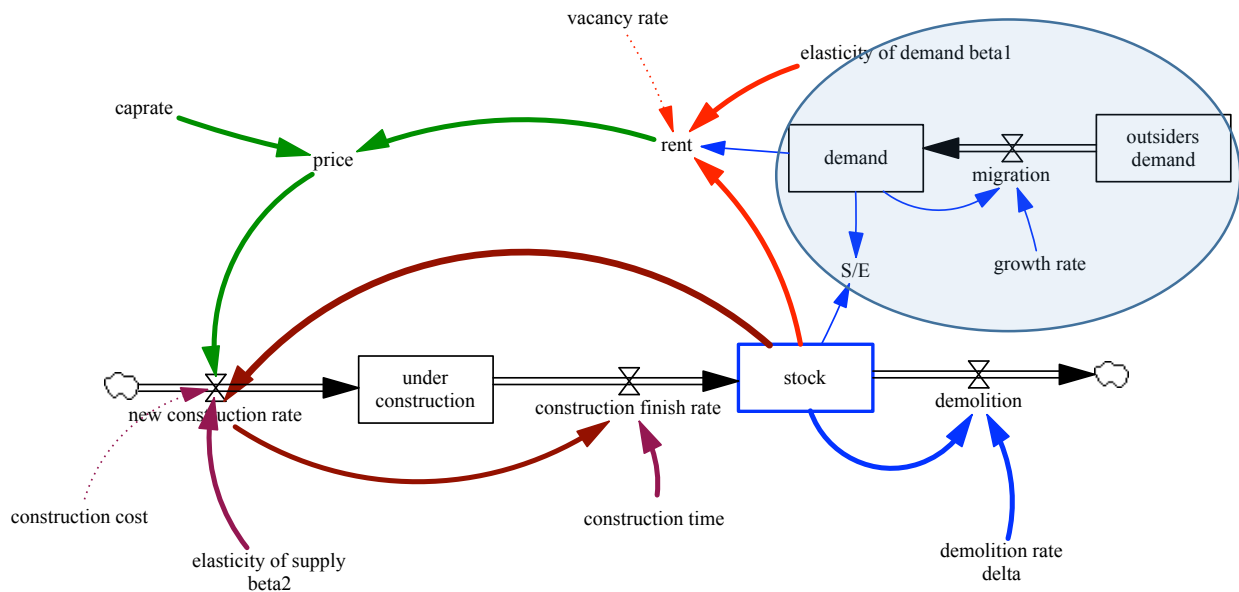 vacancy rate
elasticity of demand beta1
caprate
price
rent
demand
outsiders
demand
migration
S/E
growth rate
under
construction
stock
new construction rate
construction finish rate
demolition
construction cost
construction time
elasticity of supply
beta2
demolition rate
delta